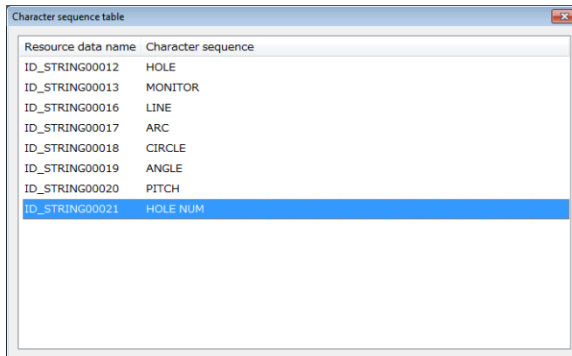 Character sequence table
Resource data name Character sequence
ID_STRING00012 HOLE
ID_STRING00013 MONITOR
ID_STRING00016 LINE
ID_STRING00017 ARC
ID_STRING00018 CIRCLE
ID_STRING00019 ANGLE
ID_STRING00020 PITCH
ID_STRING00021 HOLE NUM